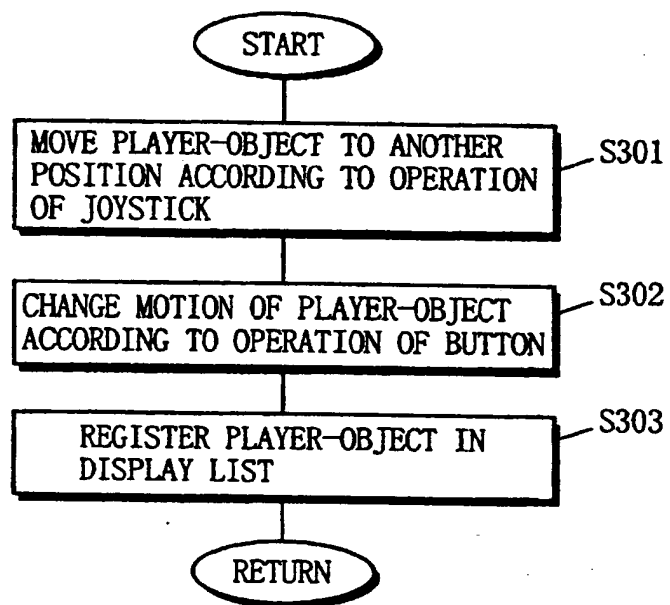 START
MOVE PLAYER-OBJECT TO ANOTHER
POSITION ACCORDING TO OPERATION
OF JOYSTICK
S301
CHANGE MOTION OF PLAYER-OBJECT
ACCORDING TO OPERATION OF BUTTON
S302
REGISTER PLAYER-OBJECT IN
DISPLAY LIST
S303
RETURN